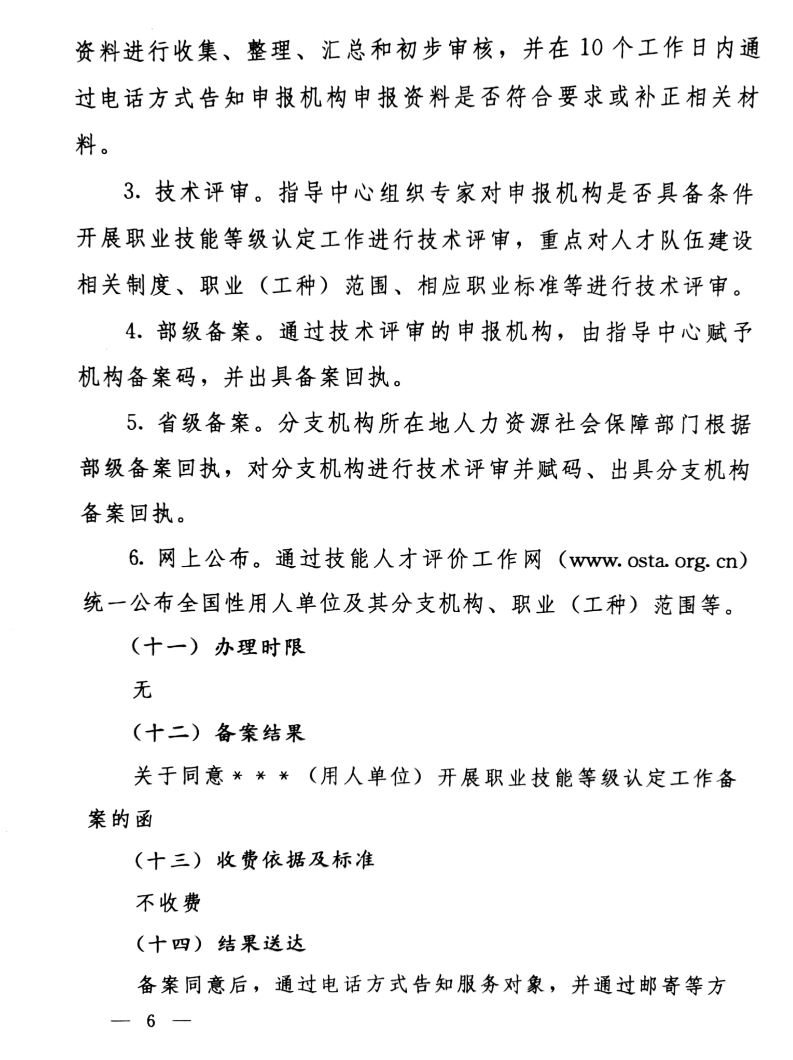 资料进行收集、整理、汇总和初步审核，并在 10 个工作日内通
过电话方式告知申报机构申报资料是否符合要求或补正相关材
料。
3. 技术评审。指导中心组织专家对申报机构是否具备条件
开展职业技能等级认定工作进行技术评审，重点对人才队伍建设
相关制度、职业（工种）范围、相应职业标准等进行技术评审。
4. 部级备案。通过技术评审的申报机构，由指导中心赋予
机构备案码，并出具备案回执。
5. 省级备案。分支机构所在地人力资源社会保障部门根据
部级备案回执，对分支机构进行技术评审并赋码、出具分支机构
备案回执。
6. 网上公布。通过技能人才评价工作网（www. osta. org. cn）
统一公布全国性用人单位及其分支机构、职业（工种）范围等。
（十一）办理时限
无
（十二）备案结果
关于同意＊＊＊（用人单位）开展职业技能等级认定工作备
案的函
（十三）收费依据及标准
不收费
（十四）结果送达
备案同意后，通过电话方式告知服务对象，并通过邮寄等方
— 6 —